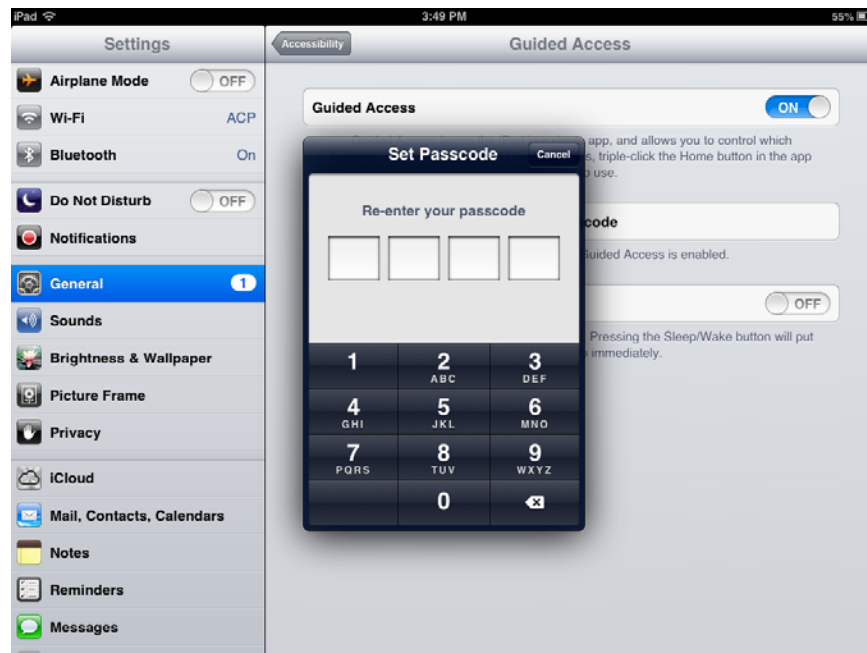 iPad 3:49 PM 55%
Settings
Airplane Mode OFF
Wi-Fi ACP
Bluetooth On
Do Not Disturb OFF
Notifications
General 1
Sounds
Brightness & Wallpaper
Picture Frame
Privacy
iCloud
Mail, Contacts, Calendars
Notes
Reminders
Messages
Accessibility Guided Access
Guided Access ON
app, and allows you to control which
triple-click the Home button in the app
use.
Guided Access is enabled.
OFF
Pressing the Sleep/Wake button will put
immediately.
Set Passcode Cancel
Re-enter your passcode
1 2 3
ABC DEF
4 5 6
GHI JKL MNO
7 8 9
PQRS TUV WXYZ
0